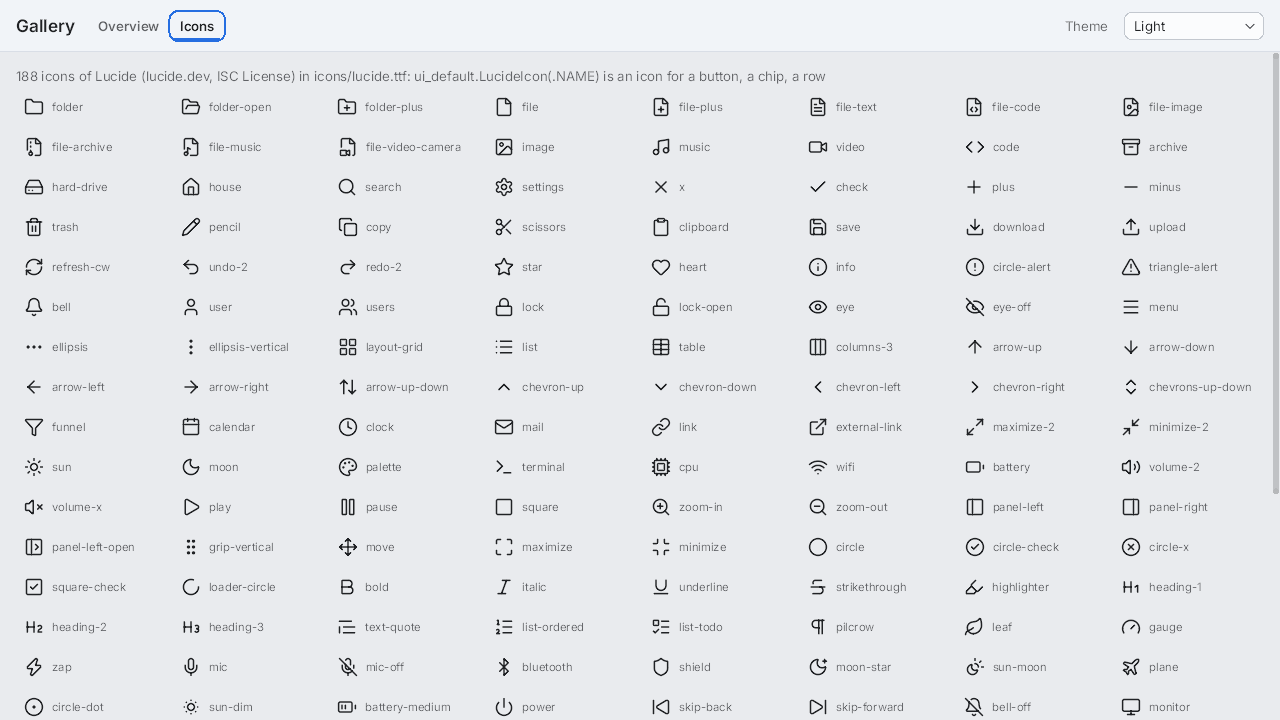 Gallery Overview Icons Theme Light
188 icons of Lucide (lucide.dev, ISC License) in icons/lucide.ttf: ui_default.LucideIcon(.NAME) is an icon for a button, a chip, a row
folder folder-open folder-plus file file-plus file-text file-code file-image
file-archive file-music file-video-camera image music video code archive
hard-drive house search settings x check plus minus
trash pencil copy scissors clipboard save download upload
refresh-cw undo-2 redo-2 star heart info circle-alert triangle-alert
bell user users lock lock-open eye eye-off menu
ellipsis ellipsis-vertical layout-grid list table columns-3 arrow-up arrow-down
arrow-left arrow-right arrow-up-down chevron-up chevron-down chevron-left chevron-right chevrons-up-down
funnel calendar clock mail link external-link maximize-2 minimize-2
sun moon palette terminal cpu wifi battery volume-2
volume-x play pause square zoom-in zoom-out panel-left panel-right
panel-left-open grip-vertical move maximize minimize circle circle-check circle-x
square-check loader-circle bold italic underline strikethrough highlighter heading-1
heading-2 heading-3 text-quote list-ordered list-todo pilcrow leaf gauge
zap mic mic-off bluetooth shield moon-star sun-moon plane
circle-dot sun-dim battery-medium power skip-back skip-forward bell-off monitor